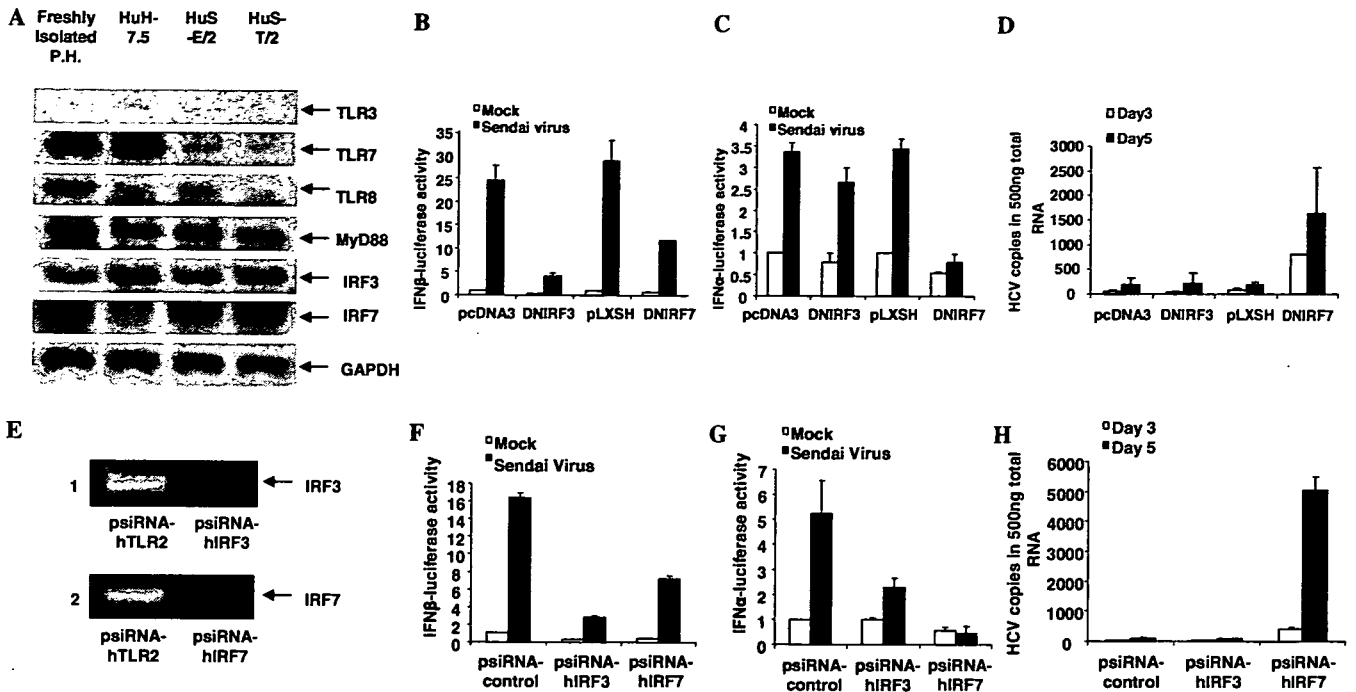 A
Freshly
Isolated
P.H.
HuH-
7.5
HuS
-E/2
HuS-
T/2
TLR3
TLR7
TLR8
MyD88
IRF3
IRF7
GAPDH
B
Mock
Sendai virus
IFNβ-luciferase activity
35
30
25
20
15
10
5
0
pcDNA3 DNIRF3 pLXSH DNIRF7
C
Mock
Sendai virus
IFNα-luciferase activity
4
3.5
3
2.5
2
1.5
1
0.5
0
pcDNA3 DNIRF3 pLXSH DNIRF7
D
Day3
Day5
HCV copies in 500ng total
RNA
3000
2500
2000
1500
1000
500
0
pcDNA3 DNIRF3 pLXSH DNIRF7
E
1
IRF3
psiRNA-
hTLR2
psiRNA-
hIRF3
2
IRF7
psiRNA-
hTLR2
psiRNA-
hIRF7
F
Mock
Sendai Virus
IFNβ-luciferase activity
18
16
14
12
10
8
6
4
2
0
psiRNA-
control
psiRNA-
hIRF3
psiRNA-
hIRF7
G
Mock
Sendai Virus
IFNα-luciferase activity
7
6
5
4
3
2
1
0
psiRNA-
control
psiRNA-
hIRF3
psiRNA-
hIRF7
H
Day 3
Day 5
HCV copies in 500ng total
RNA
6000
5000
4000
3000
2000
1000
0
psiRNA-
control
psiRNA-
hIRF3
psiRNA-
hIRF7